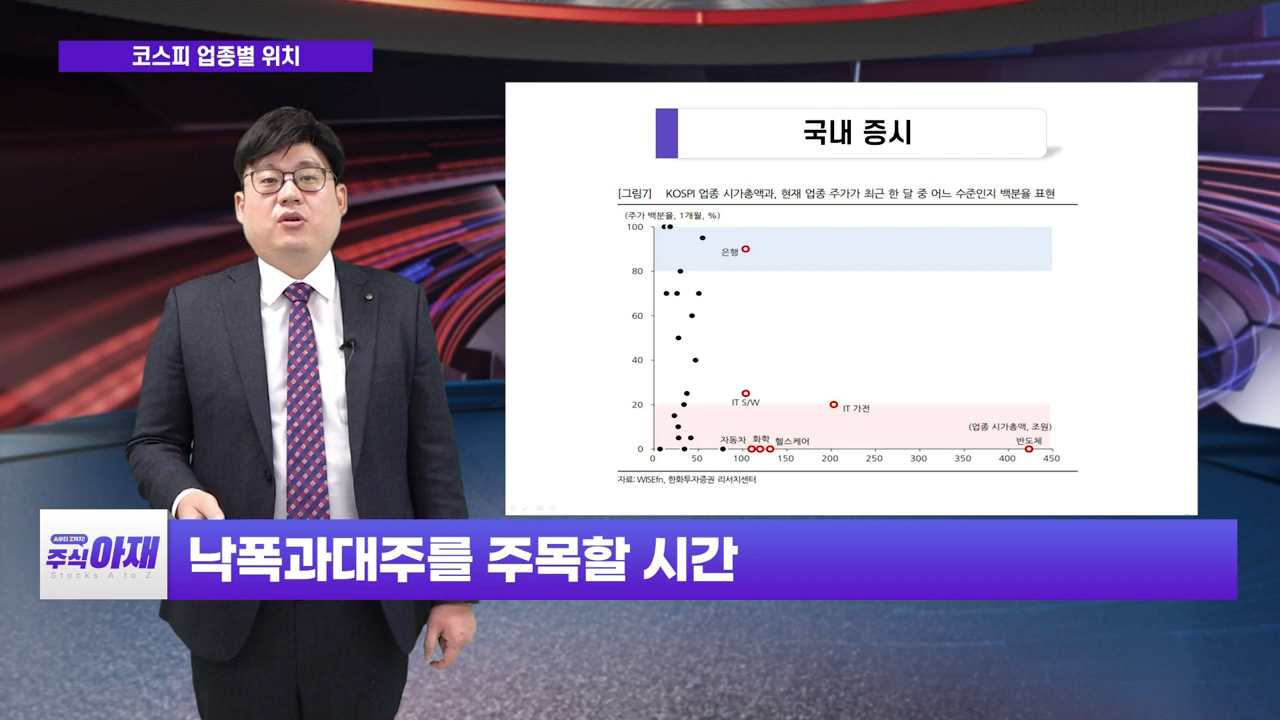 코스피 업종별 위치
국내 증시
[그림7] KOSPI 업종 시가총액과, 현재 업종 주가가 최근 한 달 중 어느 수준인지 백분율 표현
(주가 백분율, 1개월, %)
100
은행
80
60
40
IT S/W
20
IT 가전
(업종 시가총액, 조원)
자동차 화학 헬스케어
반도체
0
0 50 100 150 200 250 300 350 400 450
자료: WISEfn, 한화투자증권 리서치센터
A부터 Z까지!
주식아재
Stocks A to Z
낙폭과대주를 주목할 시간